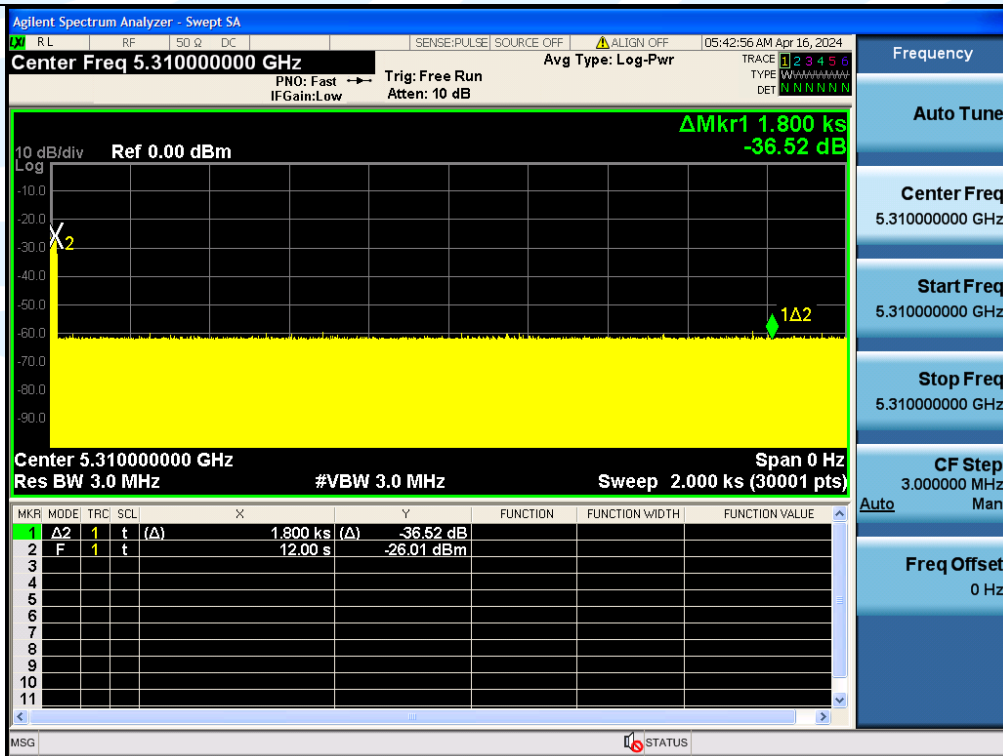 Agilent Spectrum Analyzer - Swept SA
LXI RL RF 50 Ω DC SENSE:PULSE SOURCE OFF ALIGN OFF 05:42:56 AM Apr 16, 2024
Center Freq 5.310000000 GHz
PNO: Fast
IFGain:Low
Trig: Free Run
Atten: 10 dB
Avg Type: Log-Pwr
TRACE 1 2 3 4 5 6
TYPE
DET N N N N N N
ΔMkr1 1.800 ks
-36.52 dB
10 dB/div Ref 0.00 dBm
Log
-10.0
-20.0
-30.0
-40.0
-50.0
-60.0
-70.0
-80.0
-90.0
2
1Δ2
Center 5.310000000 GHz Span 0 Hz
Res BW 3.0 MHz #VBW 3.0 MHz Sweep 2.000 ks (30001 pts)
MKR MODE TRC SCL X Y FUNCTION FUNCTION WIDTH FUNCTION VALUE
1 Δ2 1 t (Δ) 1.800 ks (Δ) -36.52 dB
2 F 1 t 12.00 s -26.01 dBm
3
4
5
6
7
8
9
10
11
MSG STATUS
Frequency
Auto Tune
Center Freq
5.310000000 GHz
Start Freq
5.310000000 GHz
Stop Freq
5.310000000 GHz
CF Step
3.000000 MHz
Auto Man
Freq Offset
0 Hz